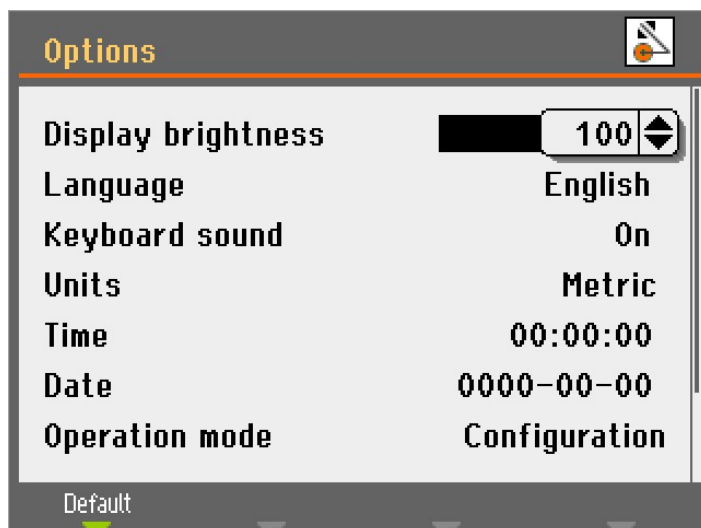 Options
Display brightness 100
Language English
Keyboard sound On
Units Metric
Time 00:00:00
Date 0000-00-00
Operation mode Configuration
Default